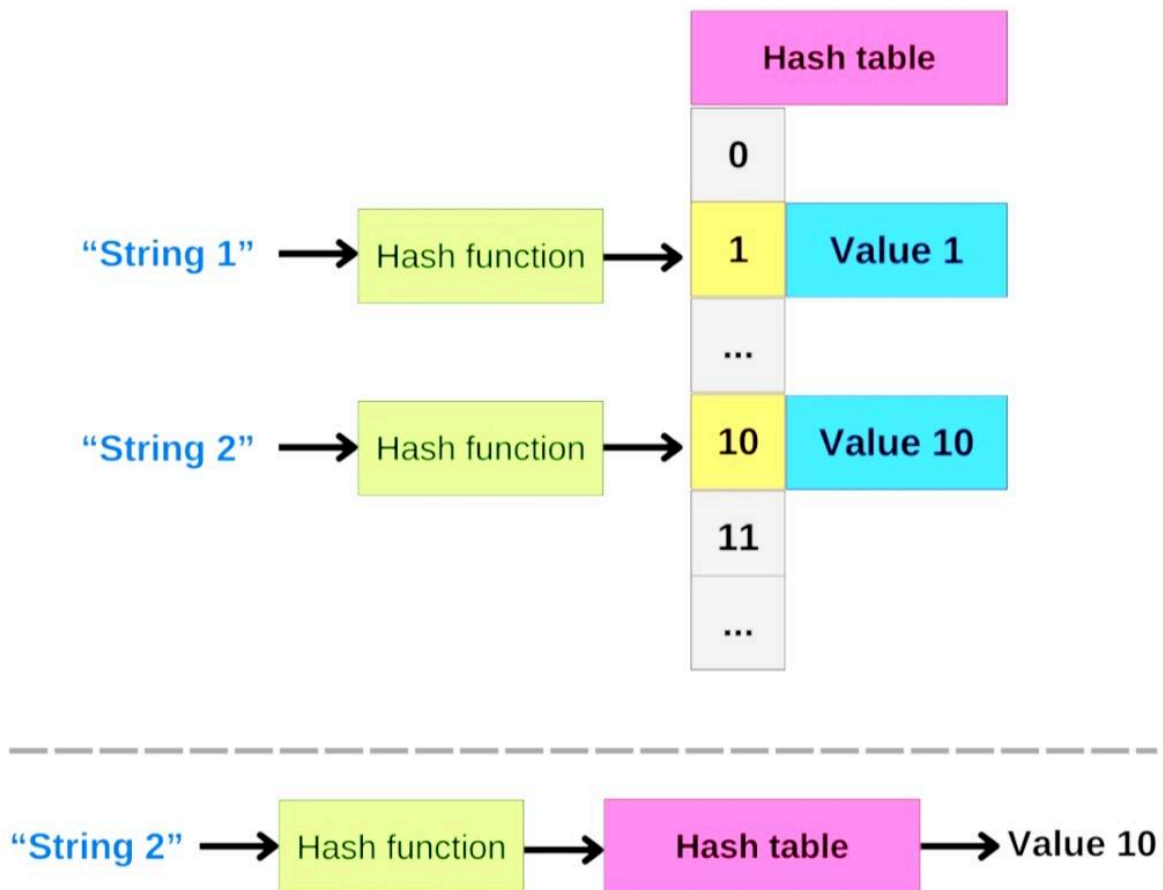 Hash table
0
“String 1” Hash function 1 Value 1
...
“String 2” Hash function 10 Value 10
11
...
“String 2” Hash function Hash table Value 10